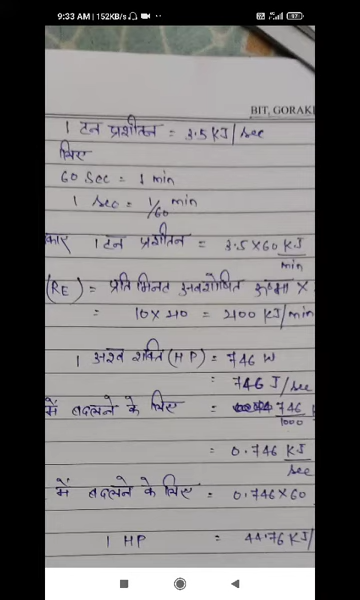 9:33 AM | 152KB/s
97
BIT, GORAK
1 टन प्रशीतन = 3.5 KJ/sec
लिए
60 Sec = 1 min
1 Sec = 1/60 min
1 टन प्रशीतन = 3.5 × 60 KJ/min
(RE) = प्रति मिनट अवशोषित ऊष्मा ×
= 10 × 40 = 400 KJ/min
1 अश्व शक्ति (HP) = 746 W
= 746 J/sec
में बदलने के लिए = 746/1000
= 0.746 KJ/sec
में बदलने के लिए = 0.746 × 60
1 HP = 44.76 KJ/